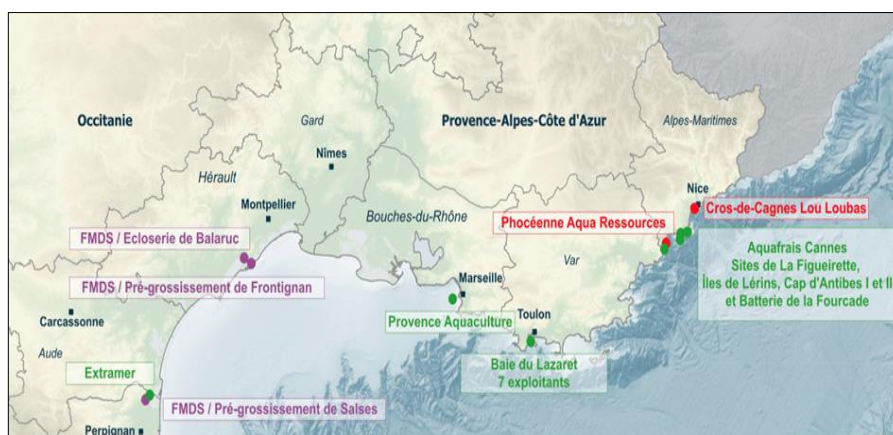 Occitanie
Provence-Alpes-Côte d'Azur
Gard
Alpes-Maritimes
Nîmes
Hérault
Nice
Montpellier
Bouches-du-Rhône
Cros-de-Cagnes Lou Loubas
Phocéenne Aqua Ressources
FMDS / Ecloserie de Balaruc
Var
Aquafrais Cannes
Sites de La Figueirette,
Îles de Lérins, Cap d'Antibes I et II
et Batterie de la Fourcade
FMDS / Pré-grossissement de Frontignan
Marseille
Carcassonne
Provence Aquaculture
Toulon
Aude
Baie du Lazaret
7 exploitants
Extramer
FMDS / Pré-grossissement de Salses
Perpignan